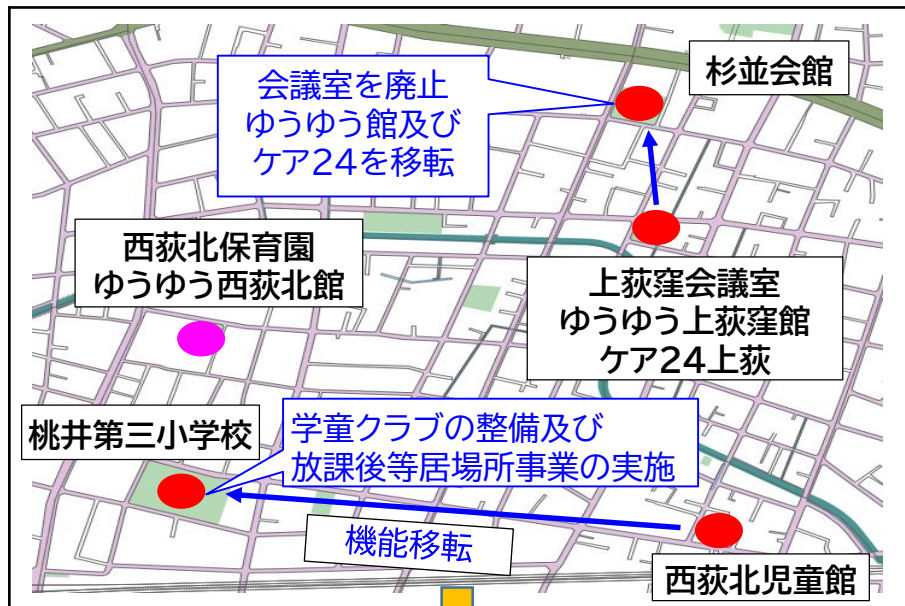 杉並会館
会議室を廃止
ゆうゆう館及び
ケア24を移転
西荻北保育園
ゆうゆう西荻北館
上荻窪会議室
ゆうゆう上荻窪館
ケア24上荻
桃井第三小学校
学童クラブの整備及び
放課後等居場所事業の実施
機能移転
西荻北児童館